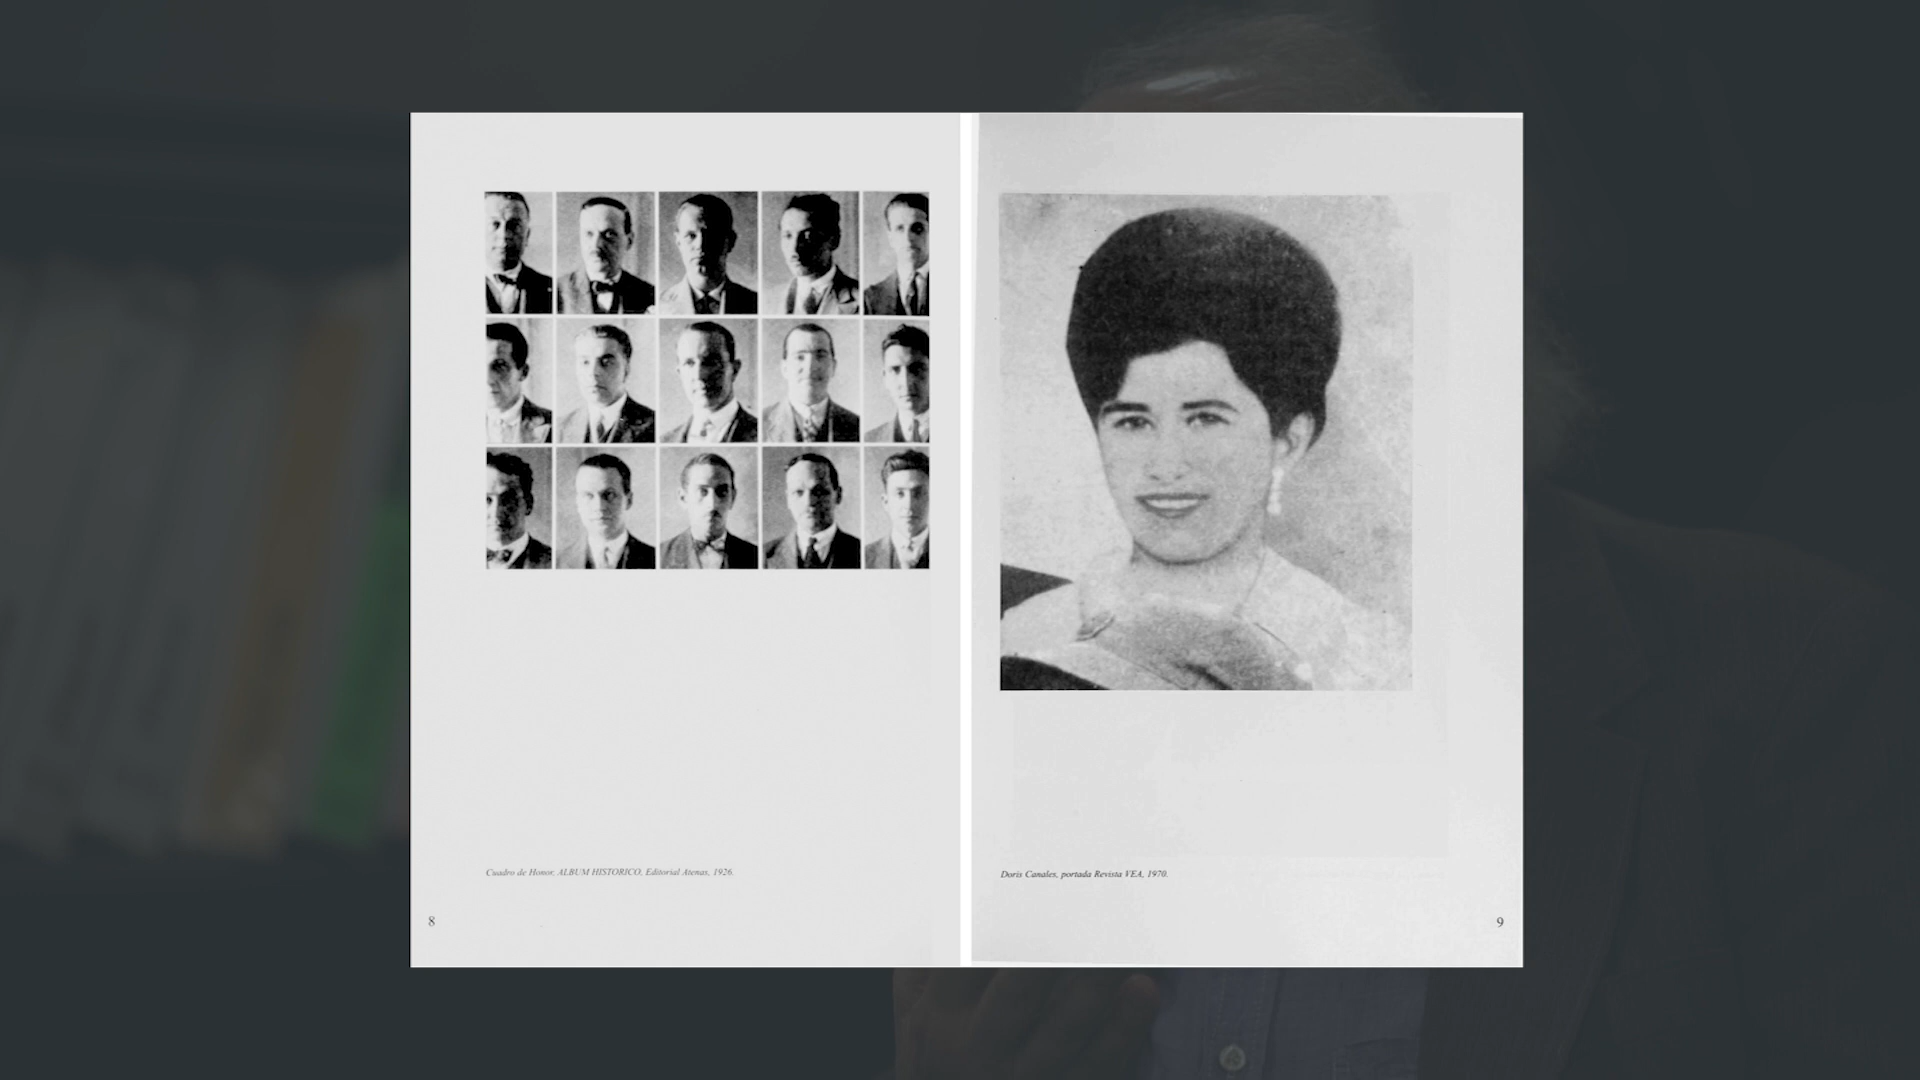 Cuadro de Honor, ALBUM HISTORICO, Editorial Atenas, 1926.
8
Doris Canales, portada Revista VEA, 1970.
9